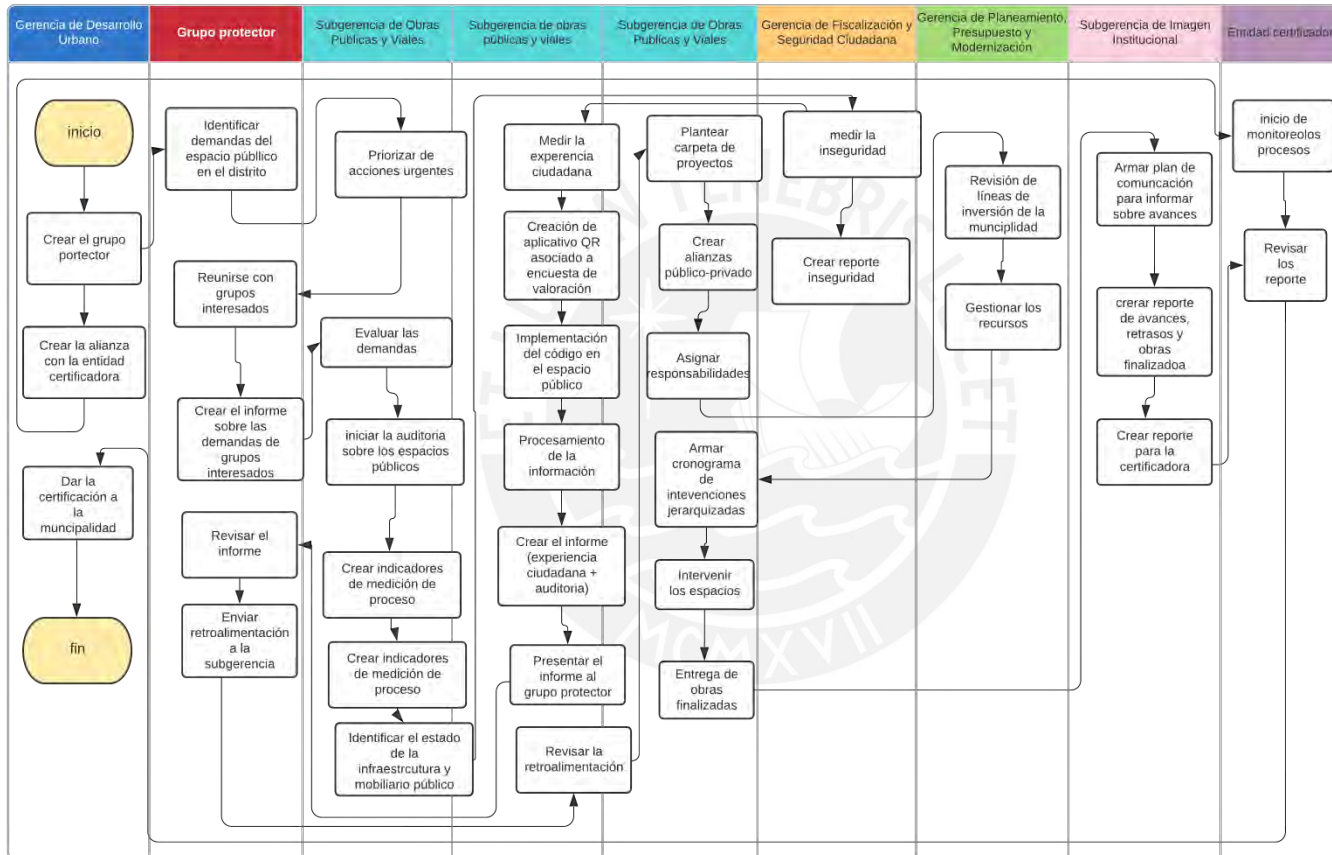 Gerencia de Desarrollo
Urbano
Grupo protector
Subgerencia de Obras
Publicas y Viales
Subgerencia de obras
públicas y viales
Subgerencia de Obras
Publicas y Viales
Gerencia de Fiscalización y
Seguridad Ciudadana
Gerencia de Planeamiento,
Presupuesto y
Modernización
Subgerencia de Imagen
Institucional
Entidad certificador
inicio
Crear el grupo
portector
Crear la alianza
con la entidad
certificadora
Dar la
certificación a
la
muncipalidad
fin
Identificar
demandas del
espacio públlico
en el distrito
Reunirse con
grupos
interesados
Crear el informe
sobre las
demandas de
grupos
interesados
Revisar el
informe
Enviar
retroalimentación
a la
subgerencia
Priorizar de
acciones urgentes
Evaluar las
demandas
iniciar la auditoria
sobre los espacios
públicos
Crear indicadores
de medición de
proceso
Crear indicadores
de medición de
proceso
Identificar el estado
de la
infraestrcutura y
mobiliario público
Medir la
experencia
ciudadana
Creación de
aplicativo QR
asociado a
encuesta de
valoración
Implementación
del código en
el espacio
público
Procesamiento
de la
información
Crear el informe
(experiencia
ciudadana +
auditoria)
Presentar el
informe al
grupo protector
Revisar la
retroalimentación
Plantear
carpeta de
proyectos
Crear
alianzas
público-privado
Asignar
responsabilidades
Armar
cronograma
de
intevenciones
jerarquizadas
Intervenir
los espacios
Entrega de
obras
finalizadas
medir la
inseguridad
Crear reporte
inseguridad
Revisión de
líneas de
inversión de la
munciplidad
Gestionar los
recursos
Armar plan de
comuncación
para informar
sobre avances
crerar reporte
de avances,
retrasos y
obras
finalizadoa
Crear reporte
para la
certificadora
inicio de
monitoreolos
procesos
Revisar
los
reporte
ET LUX IN TENEBRIS LUCET
MCMXVII